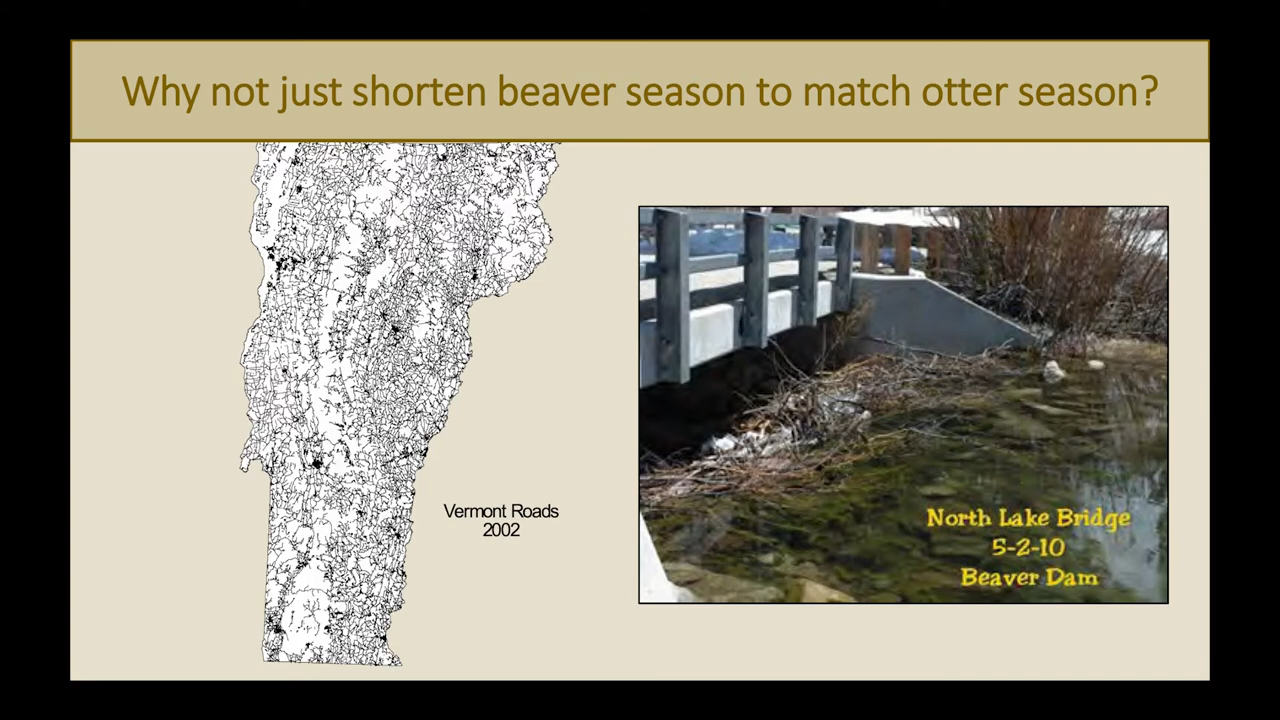 Why not just shorten beaver season to match otter season?
Vermont Roads
2002
North Lake Bridge
5-2-10
Beaver Dam